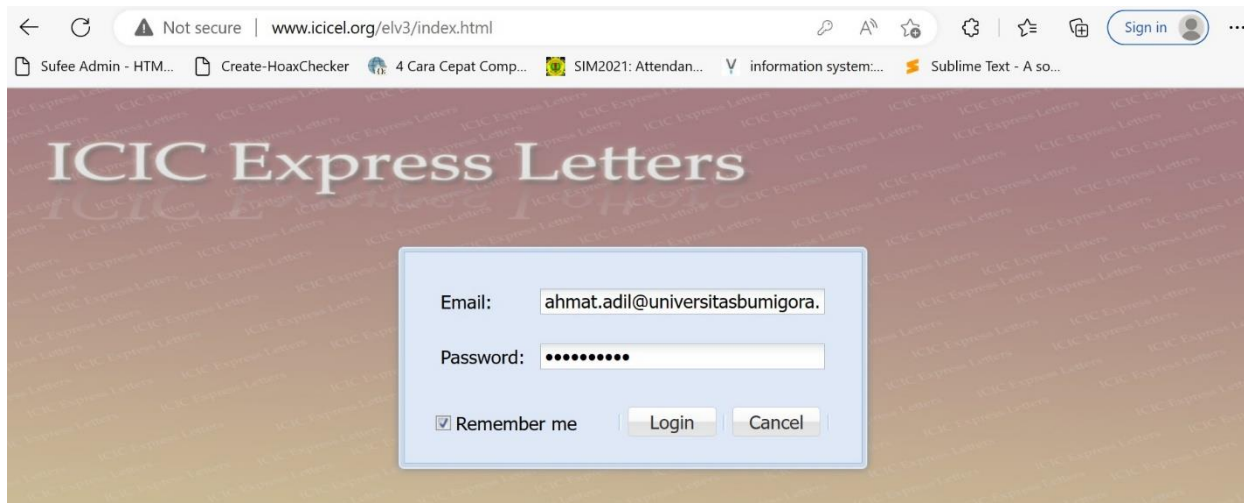 Not secure | www.icicel.org/elv3/index.html Sign in
Sufee Admin - HTM... Create-HoaxChecker 4 Cara Cepat Comp... SIM2021: Attendan... information system:... Sublime Text - A so...
ICIC Express Letters
Email: ahmat.adil@universitasbumigora.
Password: ••••••••••
Remember me Login Cancel